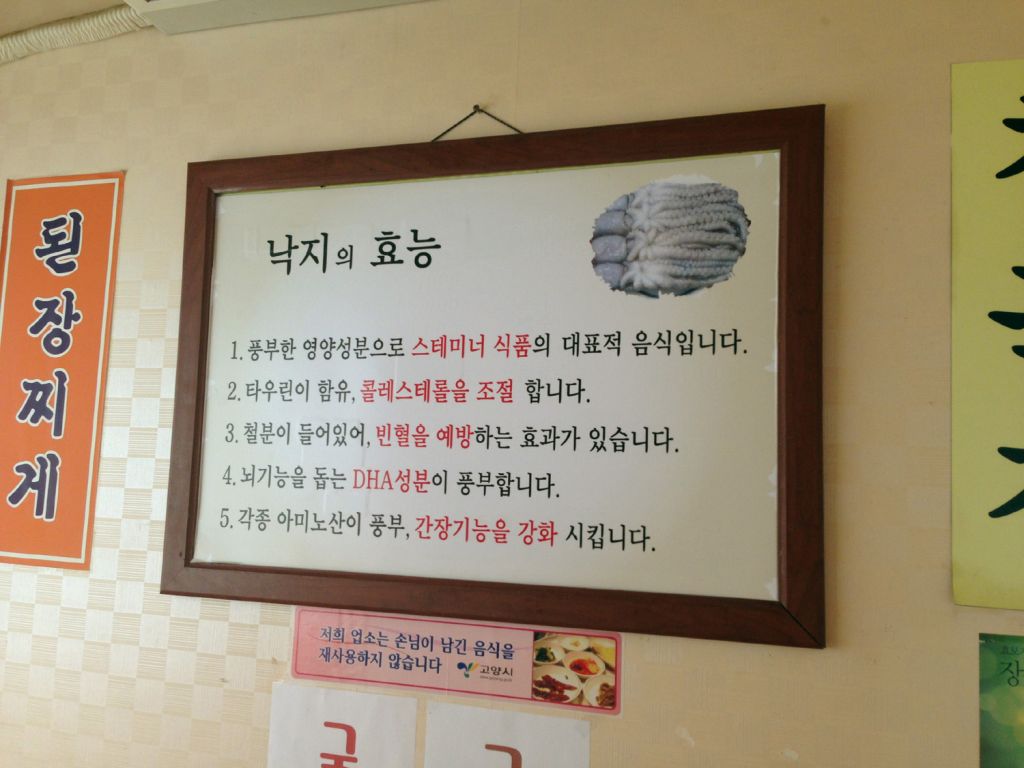 된장찌게
낙지의 효능
1. 풍부한 영양성분으로 스테미너 식품의 대표적 음식입니다.
2. 타우린이 함유, 콜레스테롤을 조절 합니다.
3. 철분이 들어있어, 빈혈을 예방하는 효과가 있습니다.
4. 뇌기능을 돕는 DHA성분이 풍부합니다.
5. 각종 아미노산이 풍부, 간장기능을 강화 시킵니다.
저희 업소는 손님이 남긴 음식을
재사용하지 않습니다
고양시
국